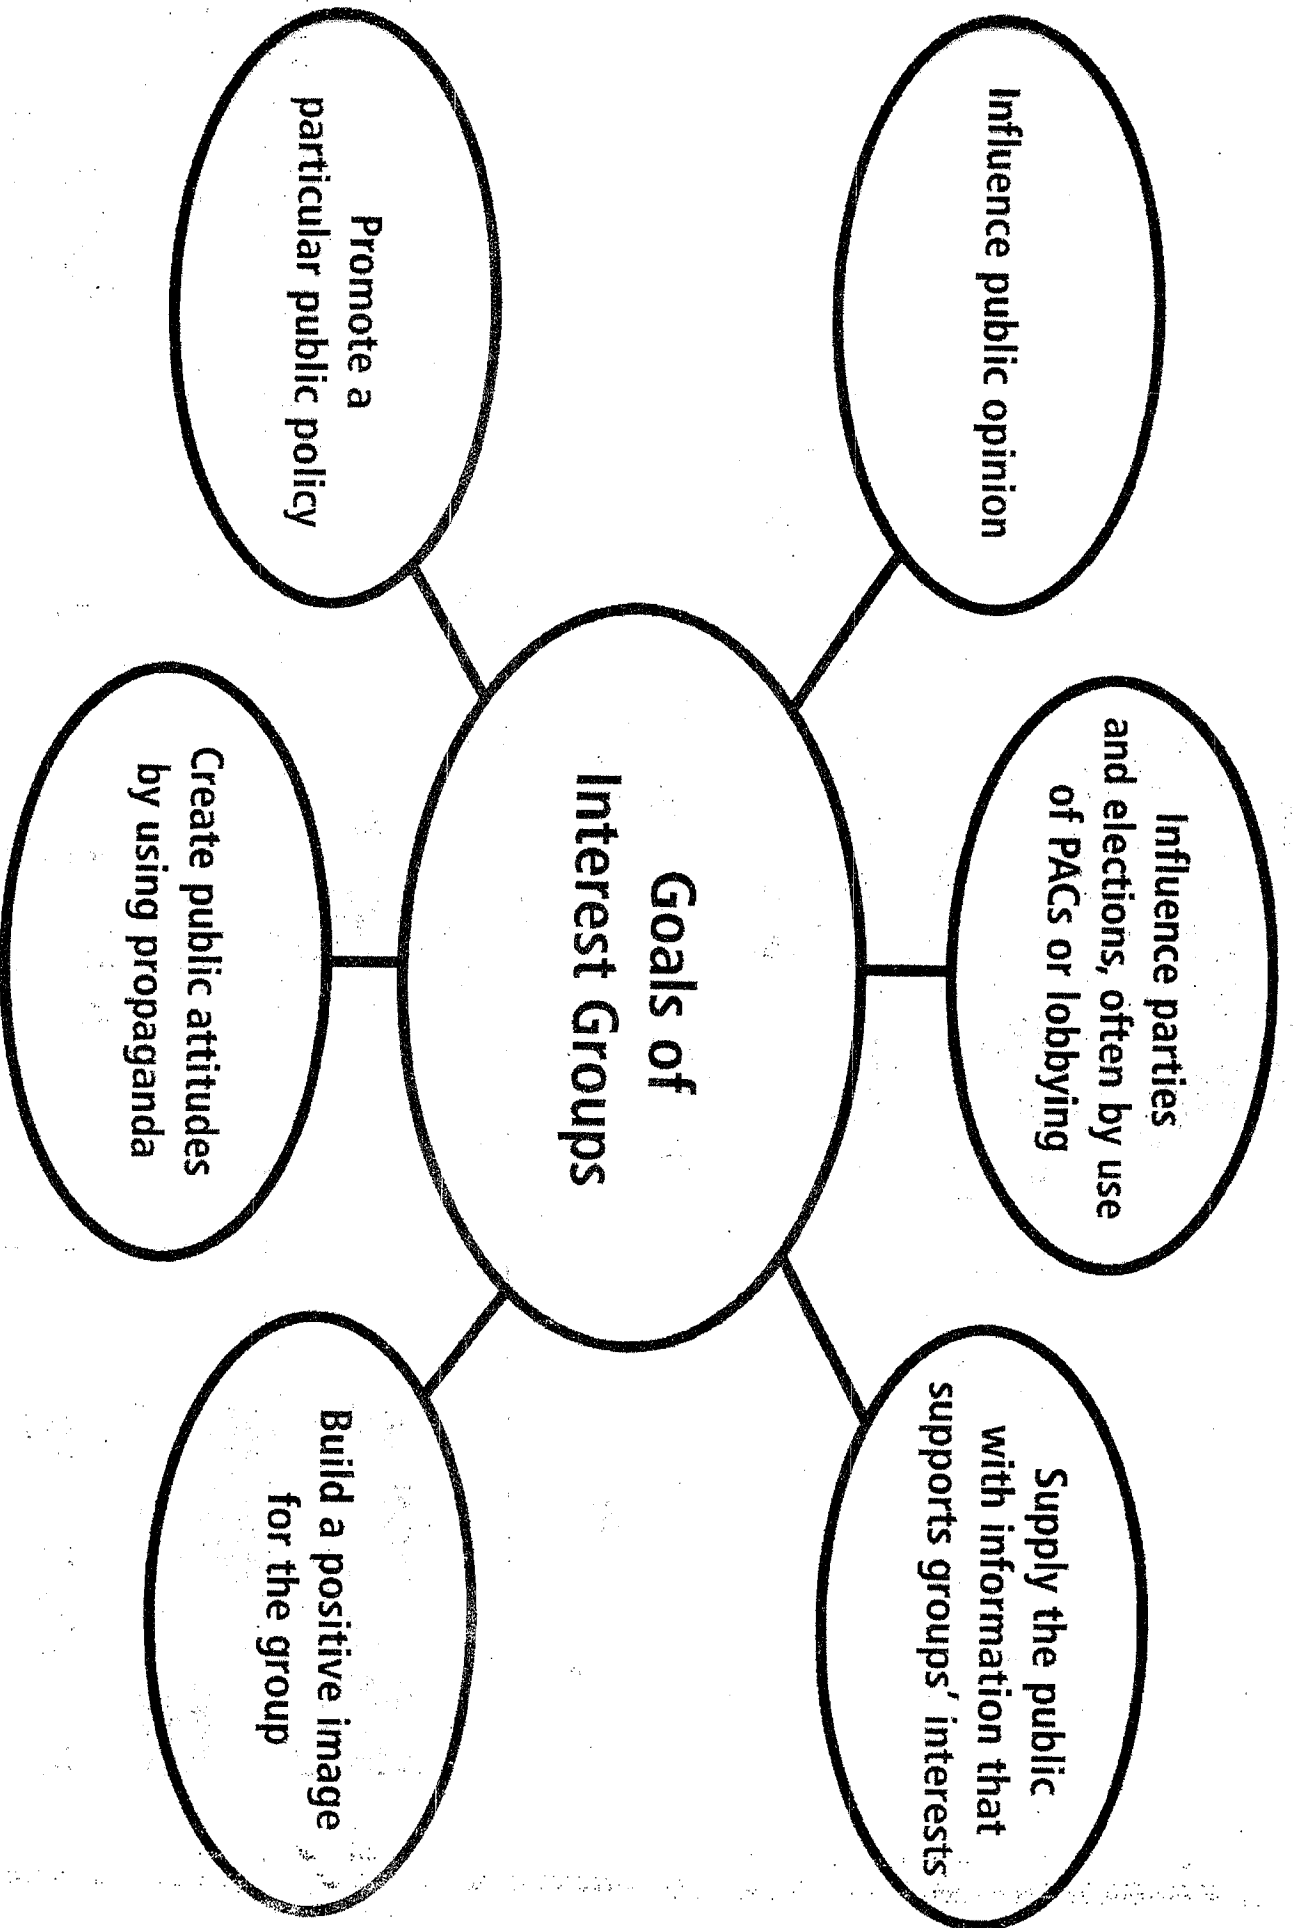 Influence public opinion
Influence parties
and elections, often by use
of PACs or lobbying
Supply the public
with information that
supports groups' interests
Goals of
Interest Groups
Promote a
particular public policy
Create public attitudes
by using propaganda
Build a positive image
for the group